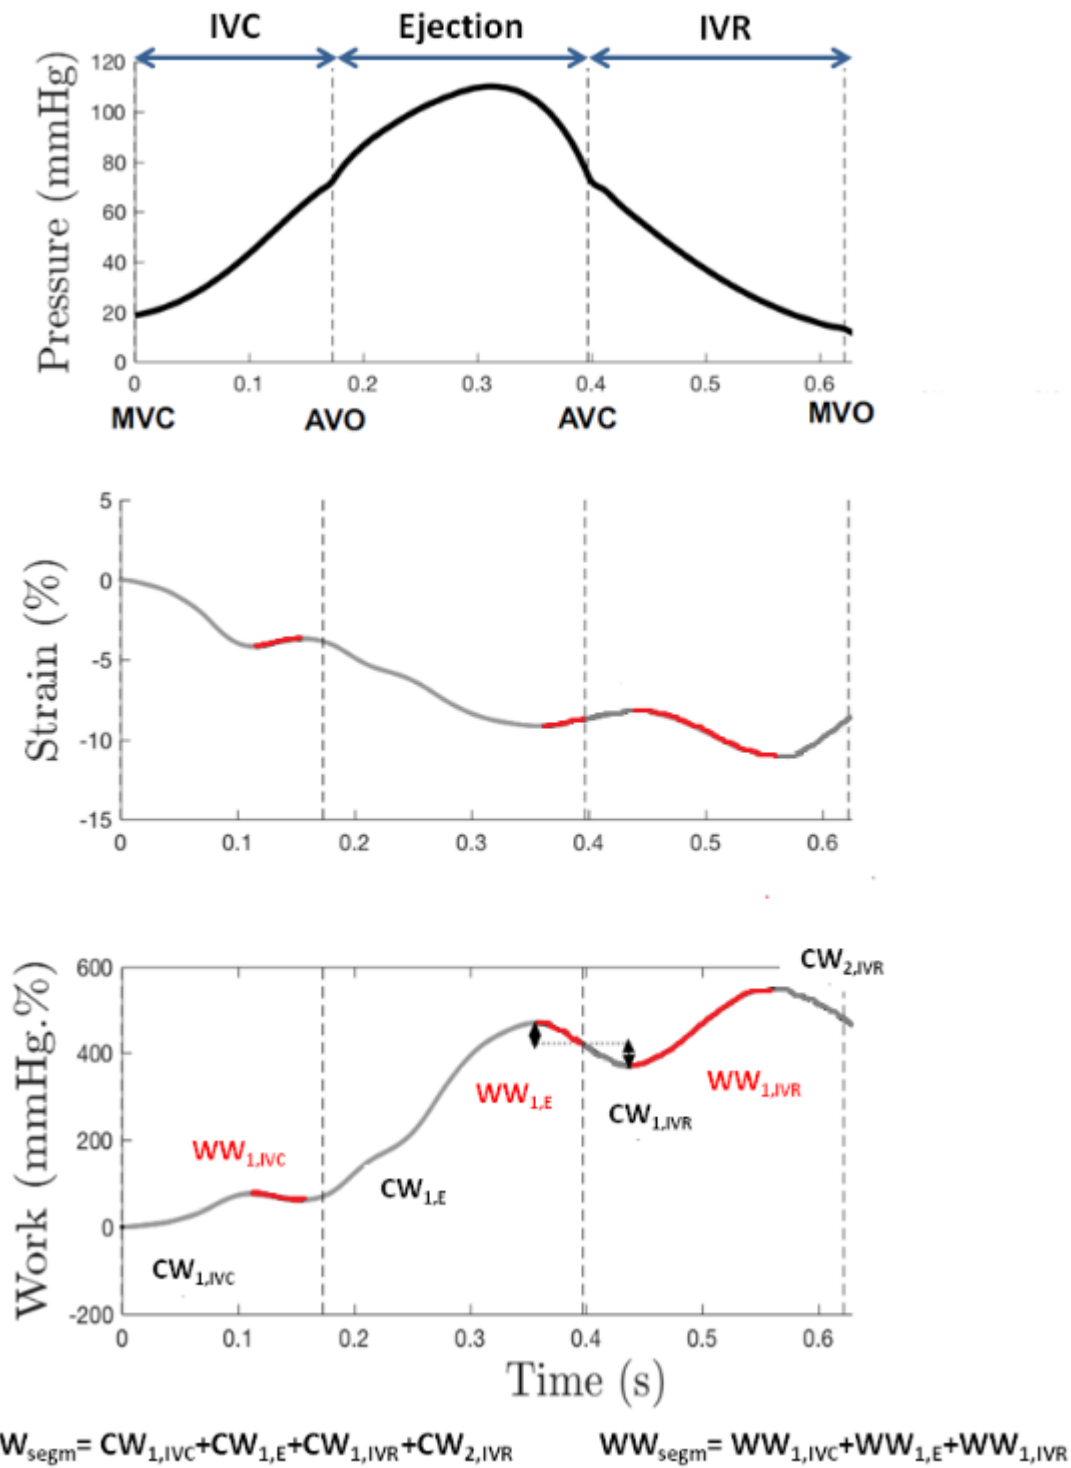 IVC Ejection IVR
Pressure (mmHg)
120
100
80
60
40
20
0
0 0.1 0.2 0.3 0.4 0.5 0.6
MVC AVO AVC MVO
Strain (%)
5
0
-5
-10
-15
0 0.1 0.2 0.3 0.4 0.5 0.6
Work (mmHg.%)
600
400
200
0
-200
CW2,IVR
WW1,E
WW1,IVR
CW1,IVR
WW1,IVC
CW1,E
CW1,IVC
0 0.1 0.2 0.3 0.4 0.5 0.6
Time (s)
Wsegm= CW1,IVC+CW1,E+CW1,IVR+CW2,IVR WWsegm= WW1,IVC+WW1,E+WW1,IVR